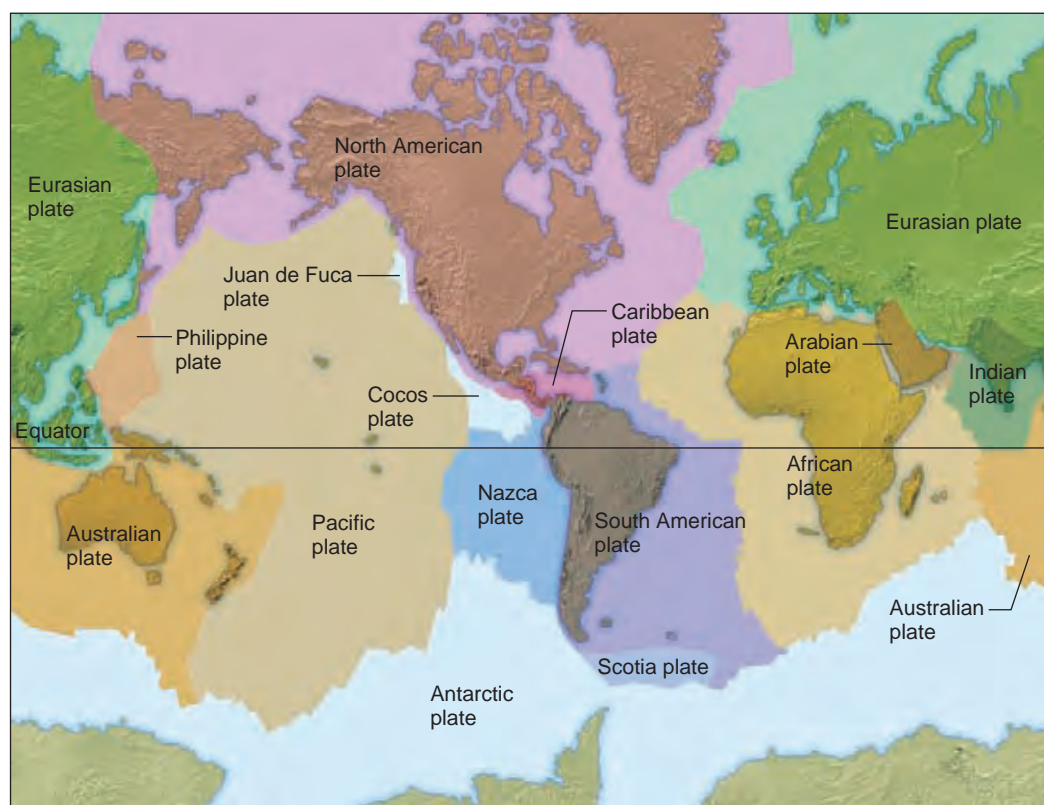 North American
plate
Eurasian
plate
Eurasian plate
Juan de Fuca
plate
Caribbean
plate
Philippine
plate
Arabian
plate
Indian
plate
Cocos
plate
Equator
African
plate
Nazca
plate
Pacific
plate
South American
plate
Australian
plate
Australian
plate
Scotia plate
Antarctic
plate